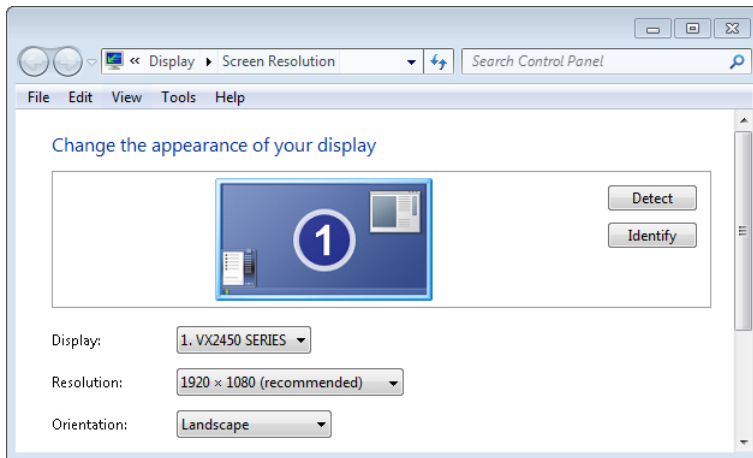 « Display ▸ Screen Resolution
Search Control Panel
File Edit View Tools Help
Change the appearance of your display
1
Detect
Identify
Display: 1. VX2450 SERIES
Resolution: 1920 × 1080 (recommended)
Orientation: Landscape